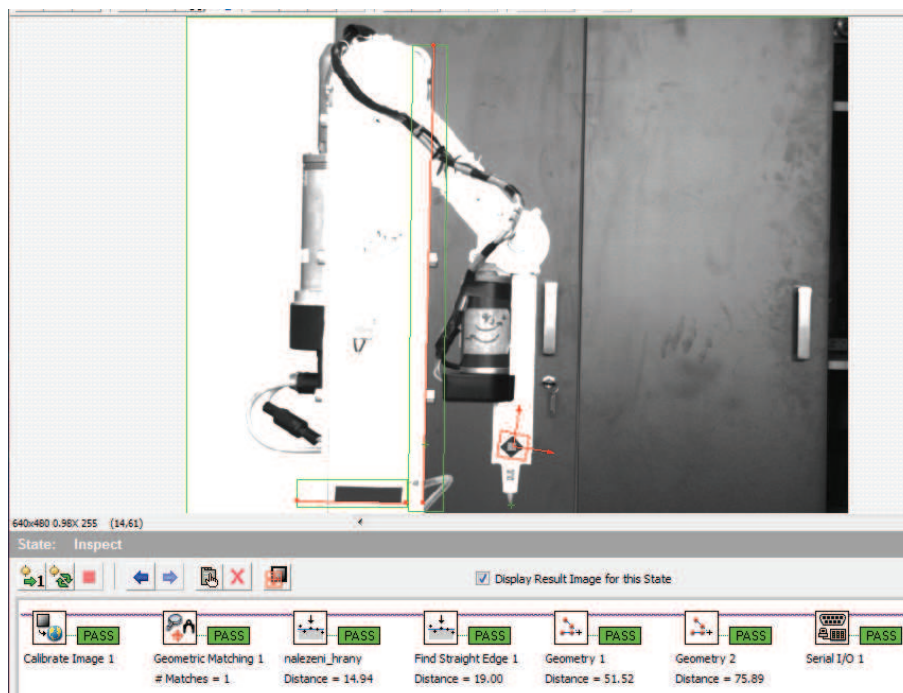 640x480 0.98X 255 (14,61)
State: Inspect
1
Display Result Image for this State
PASS PASS PASS PASS PASS PASS PASS
Calibrate Image 1 Geometric Matching 1 nalezeni_hrany Find Straight Edge 1 Geometry 1 Geometry 2 Serial I/O 1
# Matches = 1 Distance = 14.94 Distance = 19.00 Distance = 51.52 Distance = 75.89